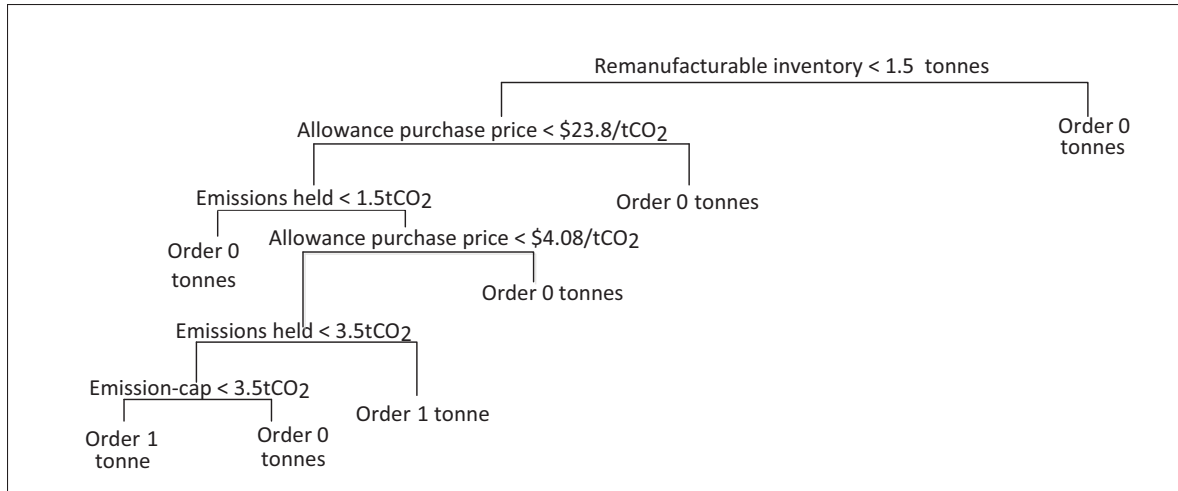 Remanufacturable inventory < 1.5 tonnes
Allowance purchase price < $23.8/tCO2
Order 0
tonnes
Emissions held < 1.5tCO2
Order 0 tonnes
Order 0
tonnes
Allowance purchase price < $4.08/tCO2
Order 0 tonnes
Emissions held < 3.5tCO2
Emission-cap < 3.5tCO2
Order 1 tonne
Order 1
tonne
Order 0
tonnes